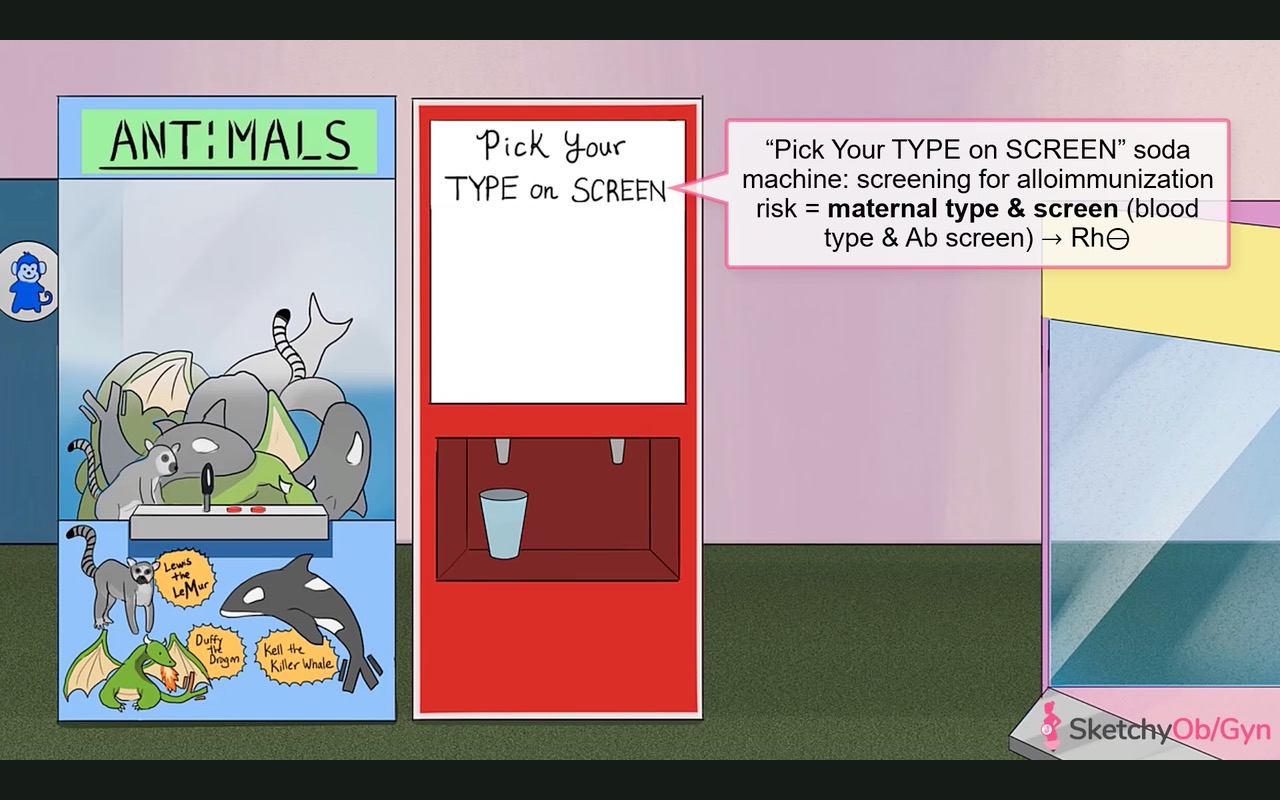 ANTiMALS
Pick Your
TYPE on SCREEN
“Pick Your TYPE on SCREEN” soda
machine: screening for alloimmunization
risk = maternal type & screen (blood
type & Ab screen) → Rh⊖
Lewis
the
LeMur
Duffy
the
Dragon
Kell the
Killer Whale
SketchyOb/Gyn